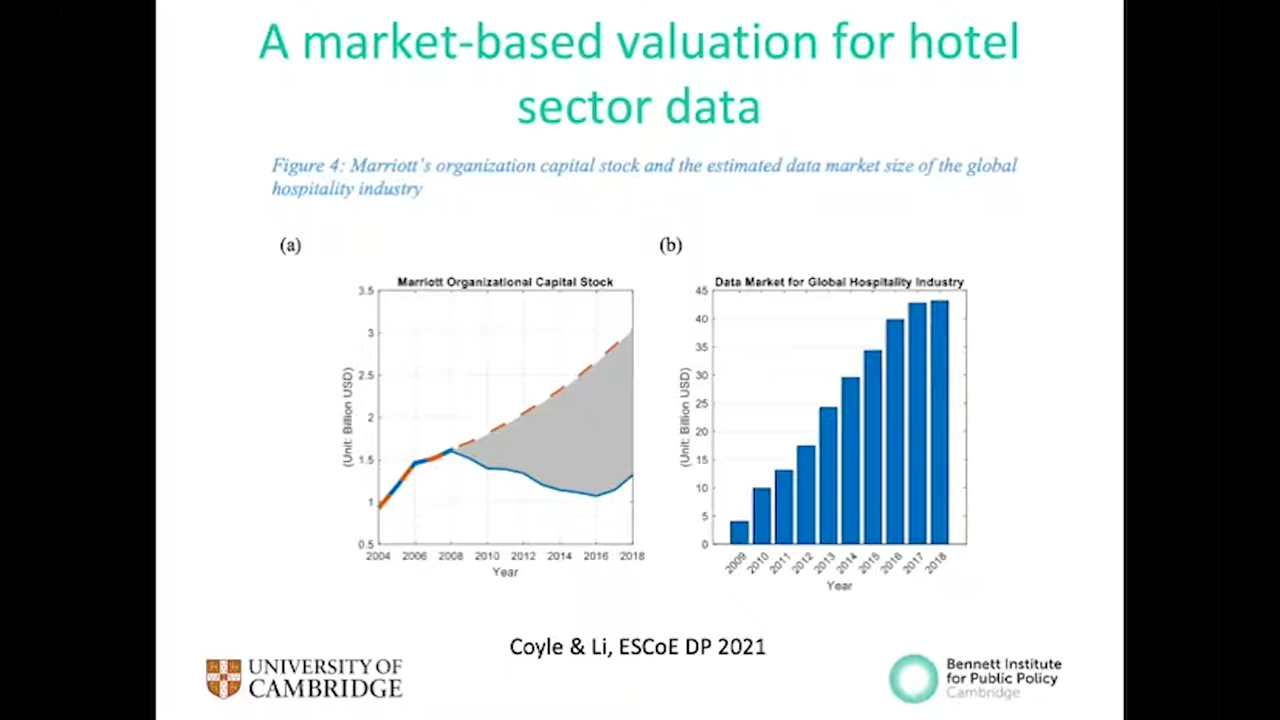 A market-based valuation for hotel
sector data
Figure 4: Marriott's organization capital stock and the estimated data market size of the global
hospitality industry
(a)
(b)
Marriott Organizational Capital Stock
3.5
3
2.5
2
1.5
1
0.5
(Unit: Billion USD)
2004 2006 2008 2010 2012 2014 2016 2018
Year
Data Market for Global Hospitality Industry
45
40
35
30
25
20
15
10
5
0
(Unit: Billion USD)
2009 2010 2011 2012 2013 2014 2015 2016 2017 2018
Year
Coyle & Li, ESCoE DP 2021
UNIVERSITY OF
CAMBRIDGE
Bennett Institute
for Public Policy
Cambridge